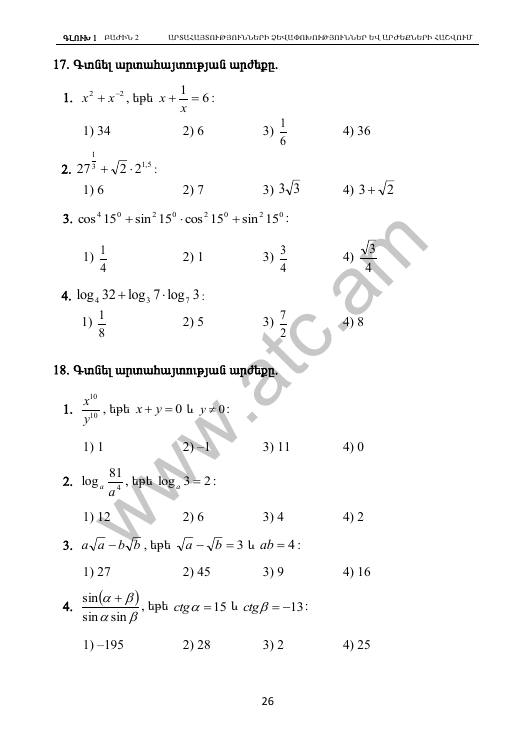 ԳԼՈՒԽ 1 ԲԱԺԻՆ 2 ԱՐՏԱՀԱՅՏՈՒԹՅՈՒՆՆԵՐԻ ՁԵՎԱՓՈԽՈՒԹՅՈՒՆՆԵՐ ԵՎ ԱՐԺԵՔՆԵՐԻ ՀԱՇՎՈՒՄ
17. Գտնել արտահայտության արժեքը.
1. x² + x⁻², եթե x + 1/x = 6 :
1) 34 2) 6 3) 1/6 4) 36
2. 27^(1/3) + √2 · 2^1,5 :
1) 6 2) 7 3) 3√3 4) 3 + √2
3. cos⁴ 15⁰ + sin² 15⁰ · cos² 15⁰ + sin² 15⁰ :
1) 1/4 2) 1 3) 3/4 4) √3/4
4. log₄ 32 + log₃ 7 · log₇ 3 :
1) 1/8 2) 5 3) 7/2 4) 8
18. Գտնել արտահայտության արժեքը.
1. x¹⁰/y¹⁰, եթե x + y = 0 և y ≠ 0 :
1) 1 2) –1 3) 11 4) 0
2. logₐ 81/a⁴, եթե logₐ 3 = 2 :
1) 12 2) 6 3) 4 4) 2
3. a√a − b√b, եթե √a − √b = 3 և ab = 4 :
1) 27 2) 45 3) 9 4) 16
4. sin(α + β)/sin α sin β, եթե ctgα = 15 և ctgβ = −13 :
1) –195 2) 28 3) 2 4) 25
26
www.atc.am